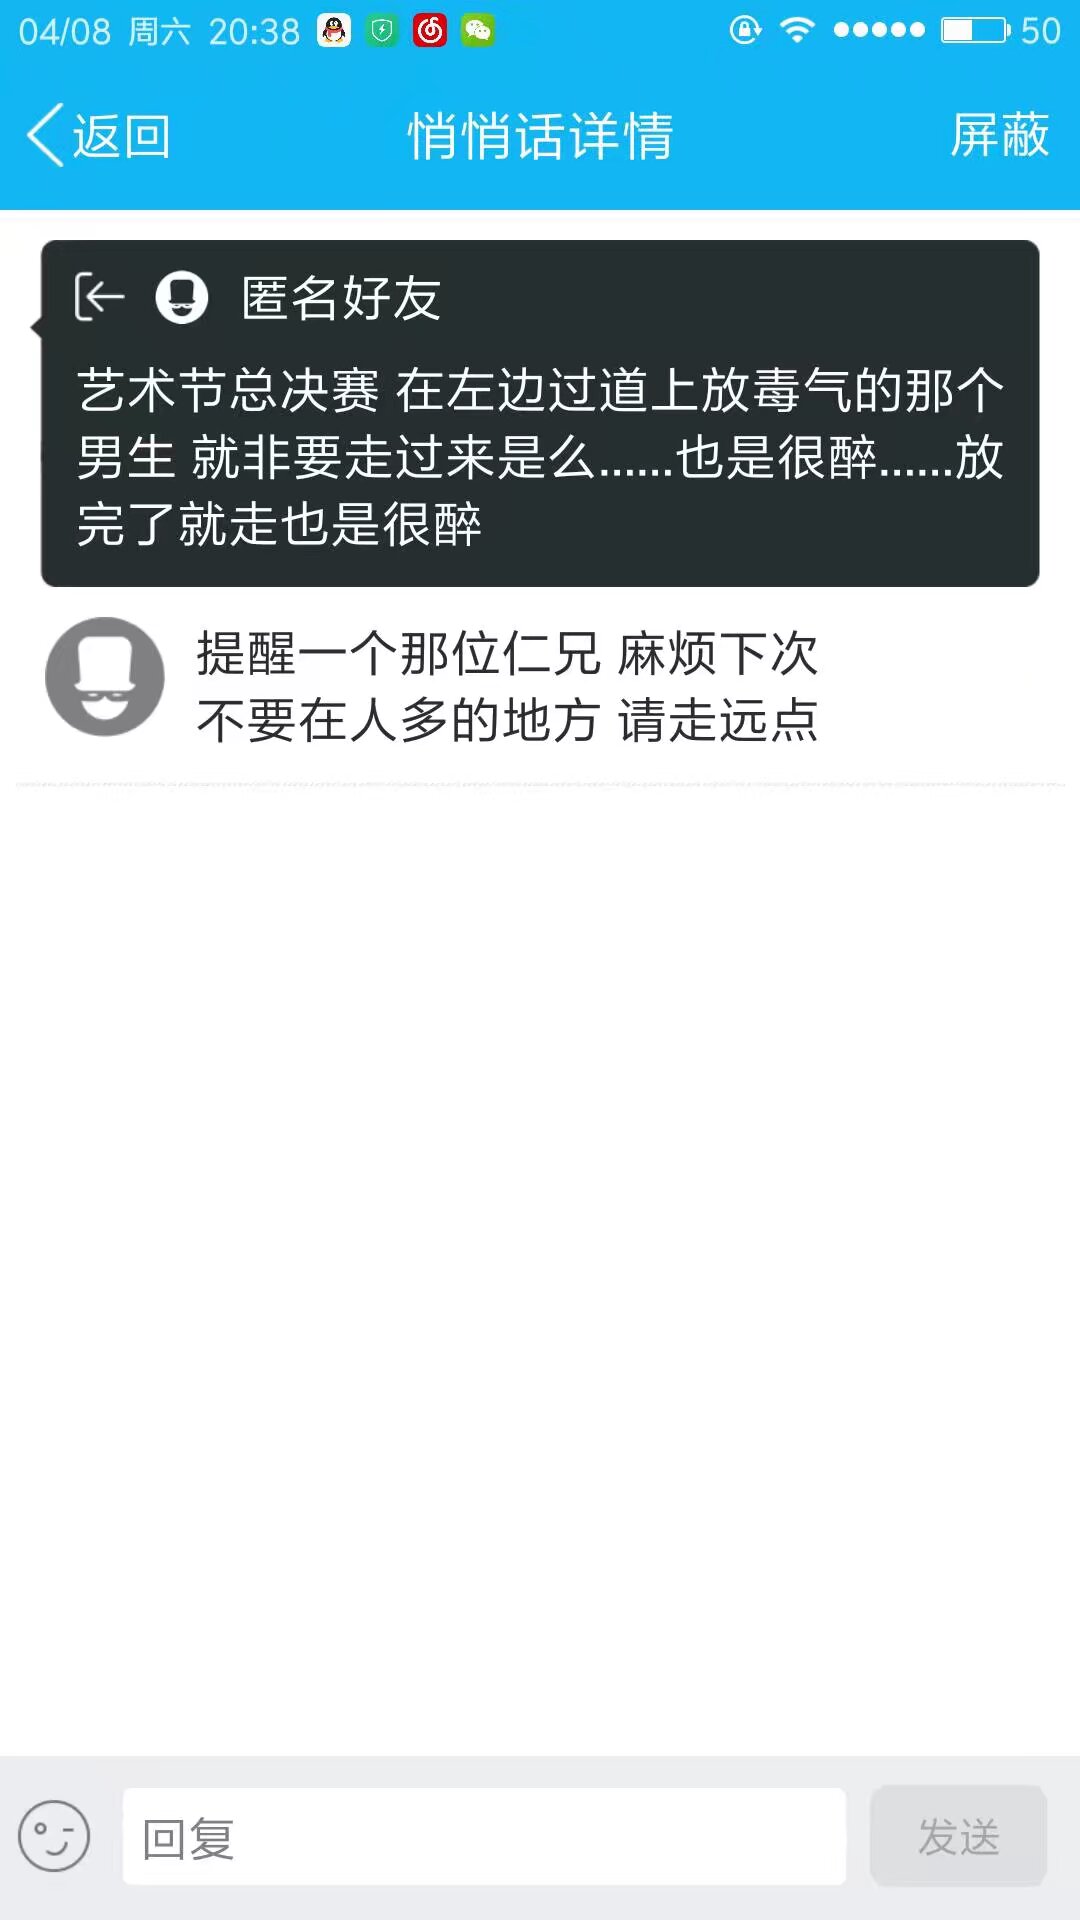 04/08 周六 20:38 50
返回 悄悄话详情 屏蔽
匿名好友
艺术节总决赛 在左边过道上放毒气的那个
男生 就非要走过来是么......也是很醉......放
完了就走也是很醉
提醒一个那位仁兄 麻烦下次
不要在人多的地方 请走远点
回复 发送